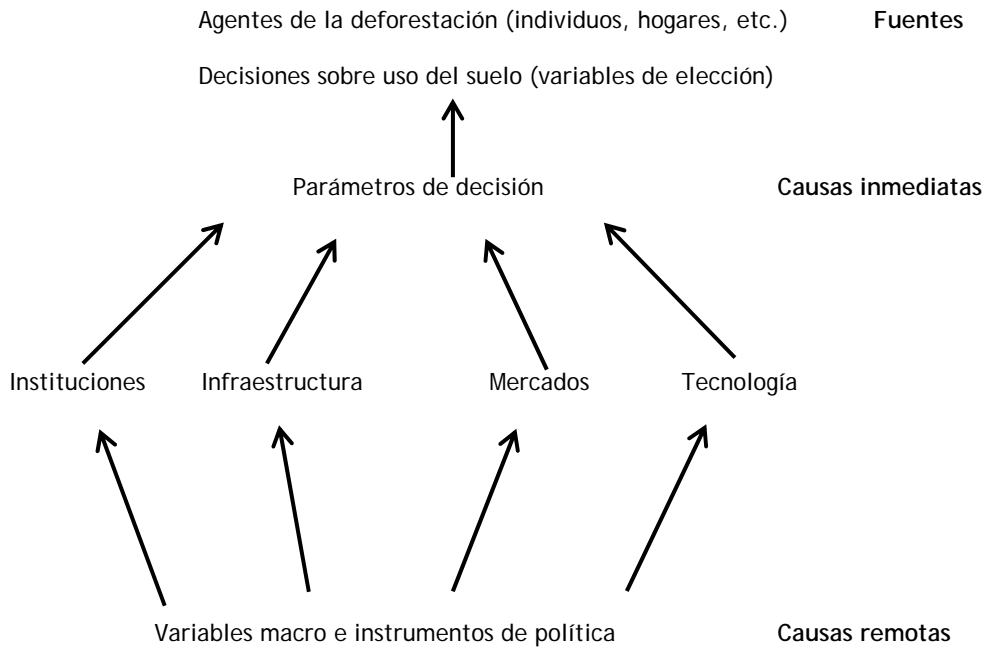 Agentes de la deforestación (individuos, hogares, etc.) Fuentes
Decisiones sobre uso del suelo (variables de elección)
Parámetros de decisión Causas inmediatas
Instituciones Infraestructura Mercados Tecnología
Variables macro e instrumentos de política Causas remotas